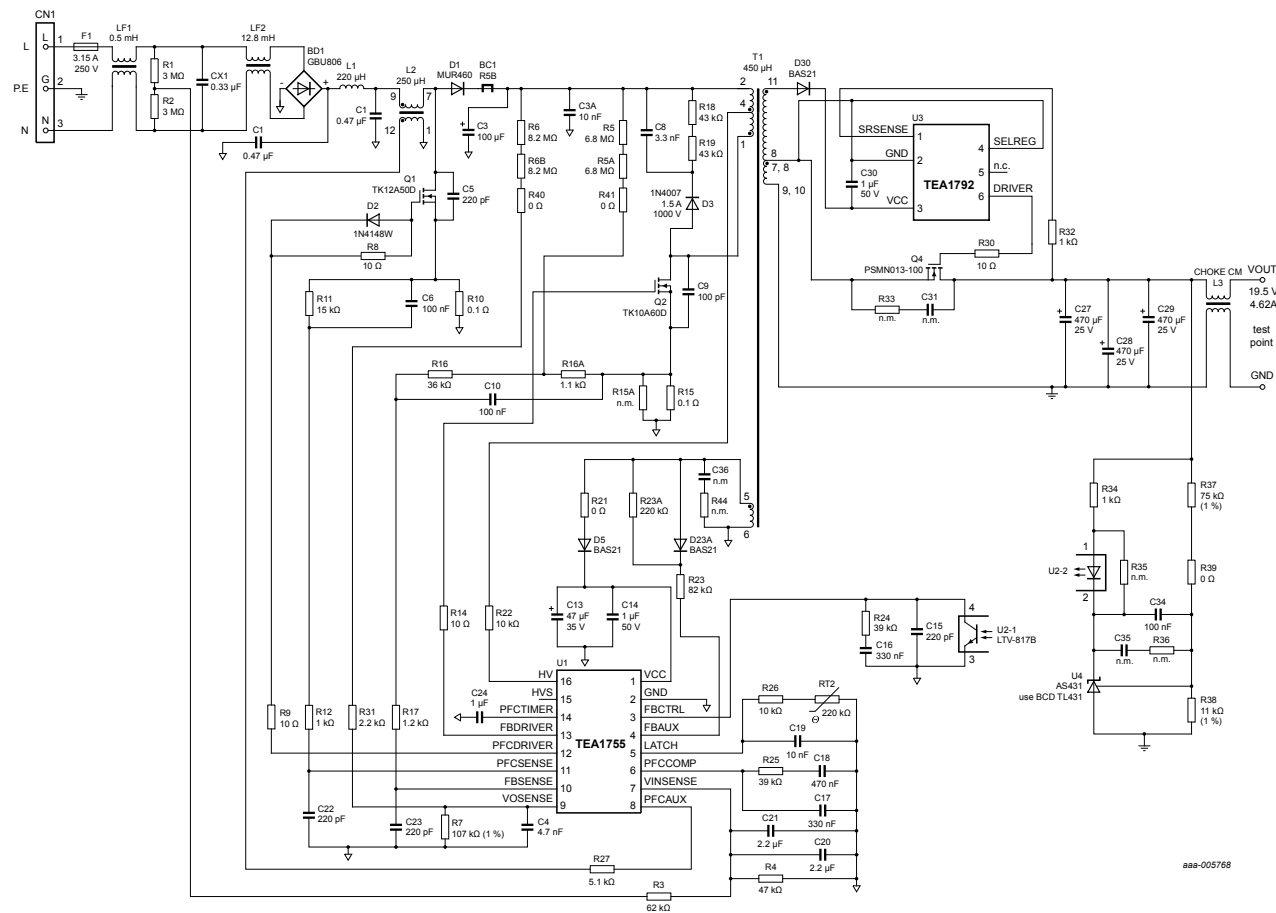 CN1
L
L
1
F1
3.15 A
250 V
LF1
0.5 mH
R1
3 MΩ
R2
3 MΩ
CX1
0.33 µF
LF2
12.8 mH
BD1
GBU806
-
+
P.E
G
2
N
N
3
C1
0.47 µF
L1
220 µH
C1
0.47 µF
L2
250 µH
9
7
12
1
D1
MUR460
BC1
R5B
+
C3
100 µF
R6
8.2 MΩ
R6B
8.2 MΩ
R40
0 Ω
C3A
10 nF
R5
6.8 MΩ
R5A
6.8 MΩ
R41
0 Ω
C8
3.3 nF
R18
43 kΩ
R19
43 kΩ
1N4007
1.5 A
1000 V
D3
T1
450 µH
2
4
1
11
8
7, 8
9, 10
D30
BAS21
U3
SRSENSE
1
GND
2
VCC
3
TEA1792
4
SELREG
5
n.c.
6
DRIVER
C30
1 µF
50 V
R32
1 kΩ
R30
10 Ω
Q4
PSMN013-100
R33
n.m.
C31
n.m.
CHOKE CM
L3
VOUT
19.5 V
4.62A
test
point
GND
+
C27
470 µF
25 V
+
C28
470 µF
25 V
+
C29
470 µF
25 V
Q1
TK12A50D
C5
220 pF
D2
1N4148W
R8
10 Ω
R11
15 kΩ
C6
100 nF
R10
0.1 Ω
Q2
TK10A60D
C9
100 pF
R16
36 kΩ
R16A
1.1 kΩ
C10
100 nF
R15A
n.m.
R15
0.1 Ω
R21
0 Ω
R23A
220 kΩ
C36
n.m
R44
n.m.
5
6
D5
BAS21
D23A
BAS21
R23
82 kΩ
R14
10 Ω
R22
10 kΩ
+
C13
47 µF
35 V
C14
1 µF
50 V
R24
39 kΩ
C16
330 nF
C15
220 pF
4
3
U2-1
LTV-817B
R34
1 kΩ
R37
75 kΩ
(1 %)
1
U2-2
2
R35
n.m.
R39
0 Ω
C34
100 nF
C35
n.m.
R36
n.m.
U4
AS431
use BCD TL431
R38
11 kΩ
(1 %)
U1
TEA1755
HV
16
HVS
15
PFCTIMER
14
FBDRIVER
13
PFCDRIVER
12
PFCSENSE
11
FBSENSE
10
VOSENSE
9
1
VCC
2
GND
3
FBCTRL
4
FBAUX
5
LATCH
6
PFCCOMP
7
VINSENSE
8
PFCAUX
C24
1 µF
R9
10 Ω
R12
1 kΩ
R31
2.2 kΩ
R17
1.2 kΩ
C22
220 pF
C23
220 pF
R7
107 kΩ (1 %)
C4
4.7 nF
R26
10 kΩ
RT2
220 kΩ
Θ
C19
10 nF
R25
39 kΩ
C18
470 nF
C17
330 nF
C21
2.2 µF
C20
2.2 µF
R4
47 kΩ
R27
5.1 kΩ
R3
62 kΩ
aaa-005768